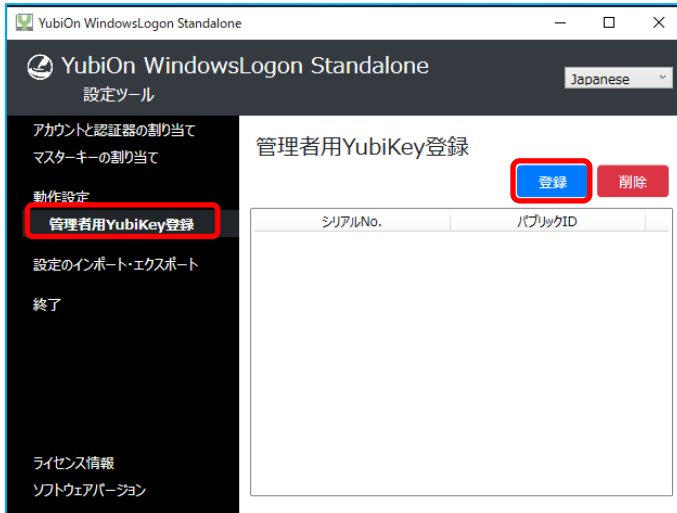 YubiOn WindowsLogon Standalone
YubiOn WindowsLogon Standalone
設定ツール
Japanese
アカウントと認証器の割り当て
マスターキーの割り当て
動作設定
管理者用YubiKey登録
設定のインポート・エクスポート
終了
ライセンス情報
ソフトウェアバージョン
管理者用YubiKey登録
登録
削除
シリアルNo.
パブリックID